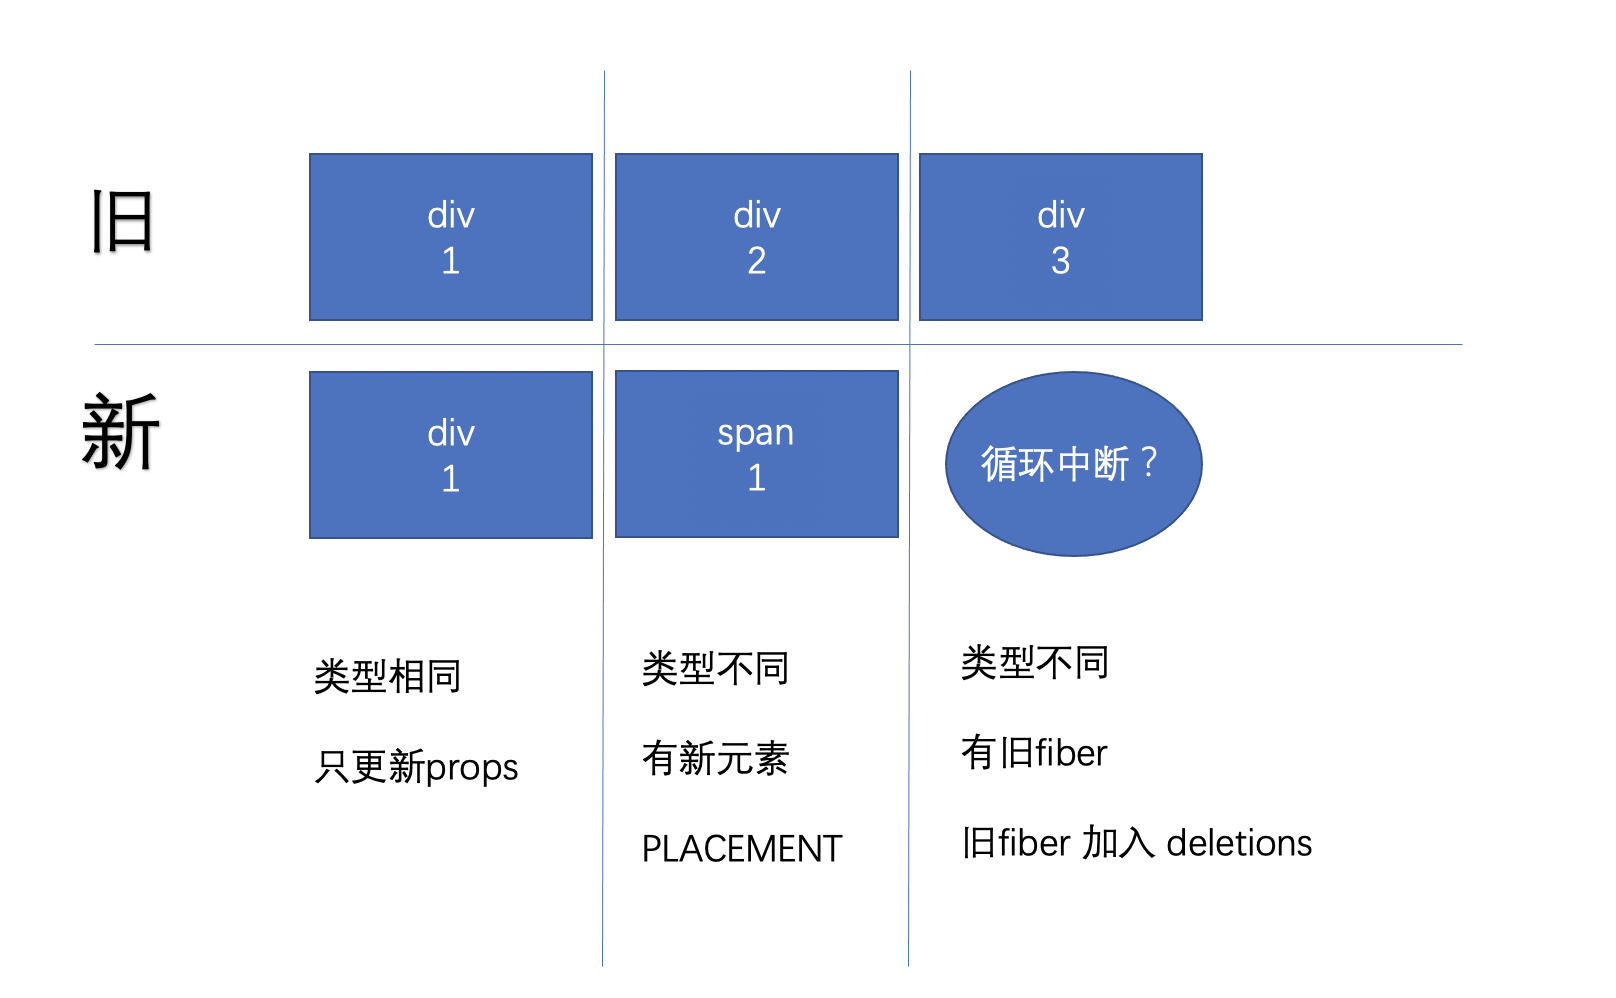 旧
div
1
div
2
div
3
新
div
1
span
1
循环中断？
类型相同
只更新props
类型不同
有新元素
PLACEMENT
类型不同
有旧fiber
旧fiber 加入 deletions